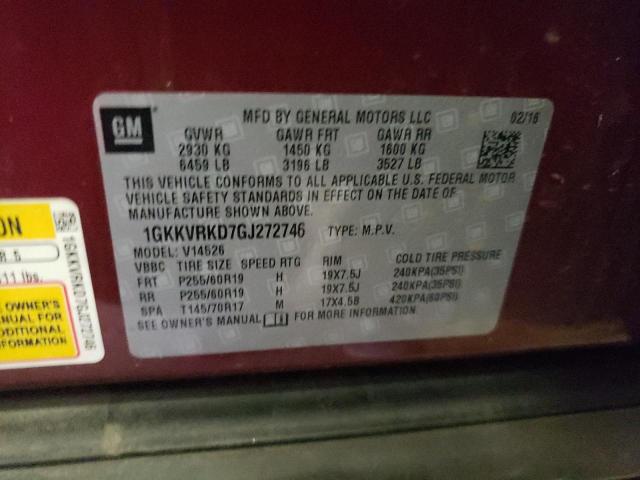 GM
MFD BY GENERAL MOTORS LLC 02/16
GVWR GAWR FRT GAWR RR
2930 KG 1450 KG 1600 KG
6459 LB 3196 LB 3527 LB
THIS VEHICLE CONFORMS TO ALL APPLICABLE U.S. FEDERAL MOTOR
VEHICLE SAFETY STANDARDS IN EFFECT ON THE DATE OF
MANUFACTURE SHOWN ABOVE.
1GKKVRKD7GJ272746 TYPE: M.P.V.
MODEL: V14526
VBBC TIRE SIZE SPEED RTG RIM COLD TIRE PRESSURE
FRT P255/60R19 H 19X7.5J 240KPA(35PSI)
RR P255/60R19 H 19X7.5J 240KPA(35PSI)
SPA T145/70R17 M 17X4.5B 420KPA(60PSI)
SEE OWNER'S MANUAL FOR MORE INFORMATION.
ON
R 5
11 lbs.
OWNER'S
MANUAL FOR
ADDITIONAL
INFORMATION
1GKKVRKD7GJ272746